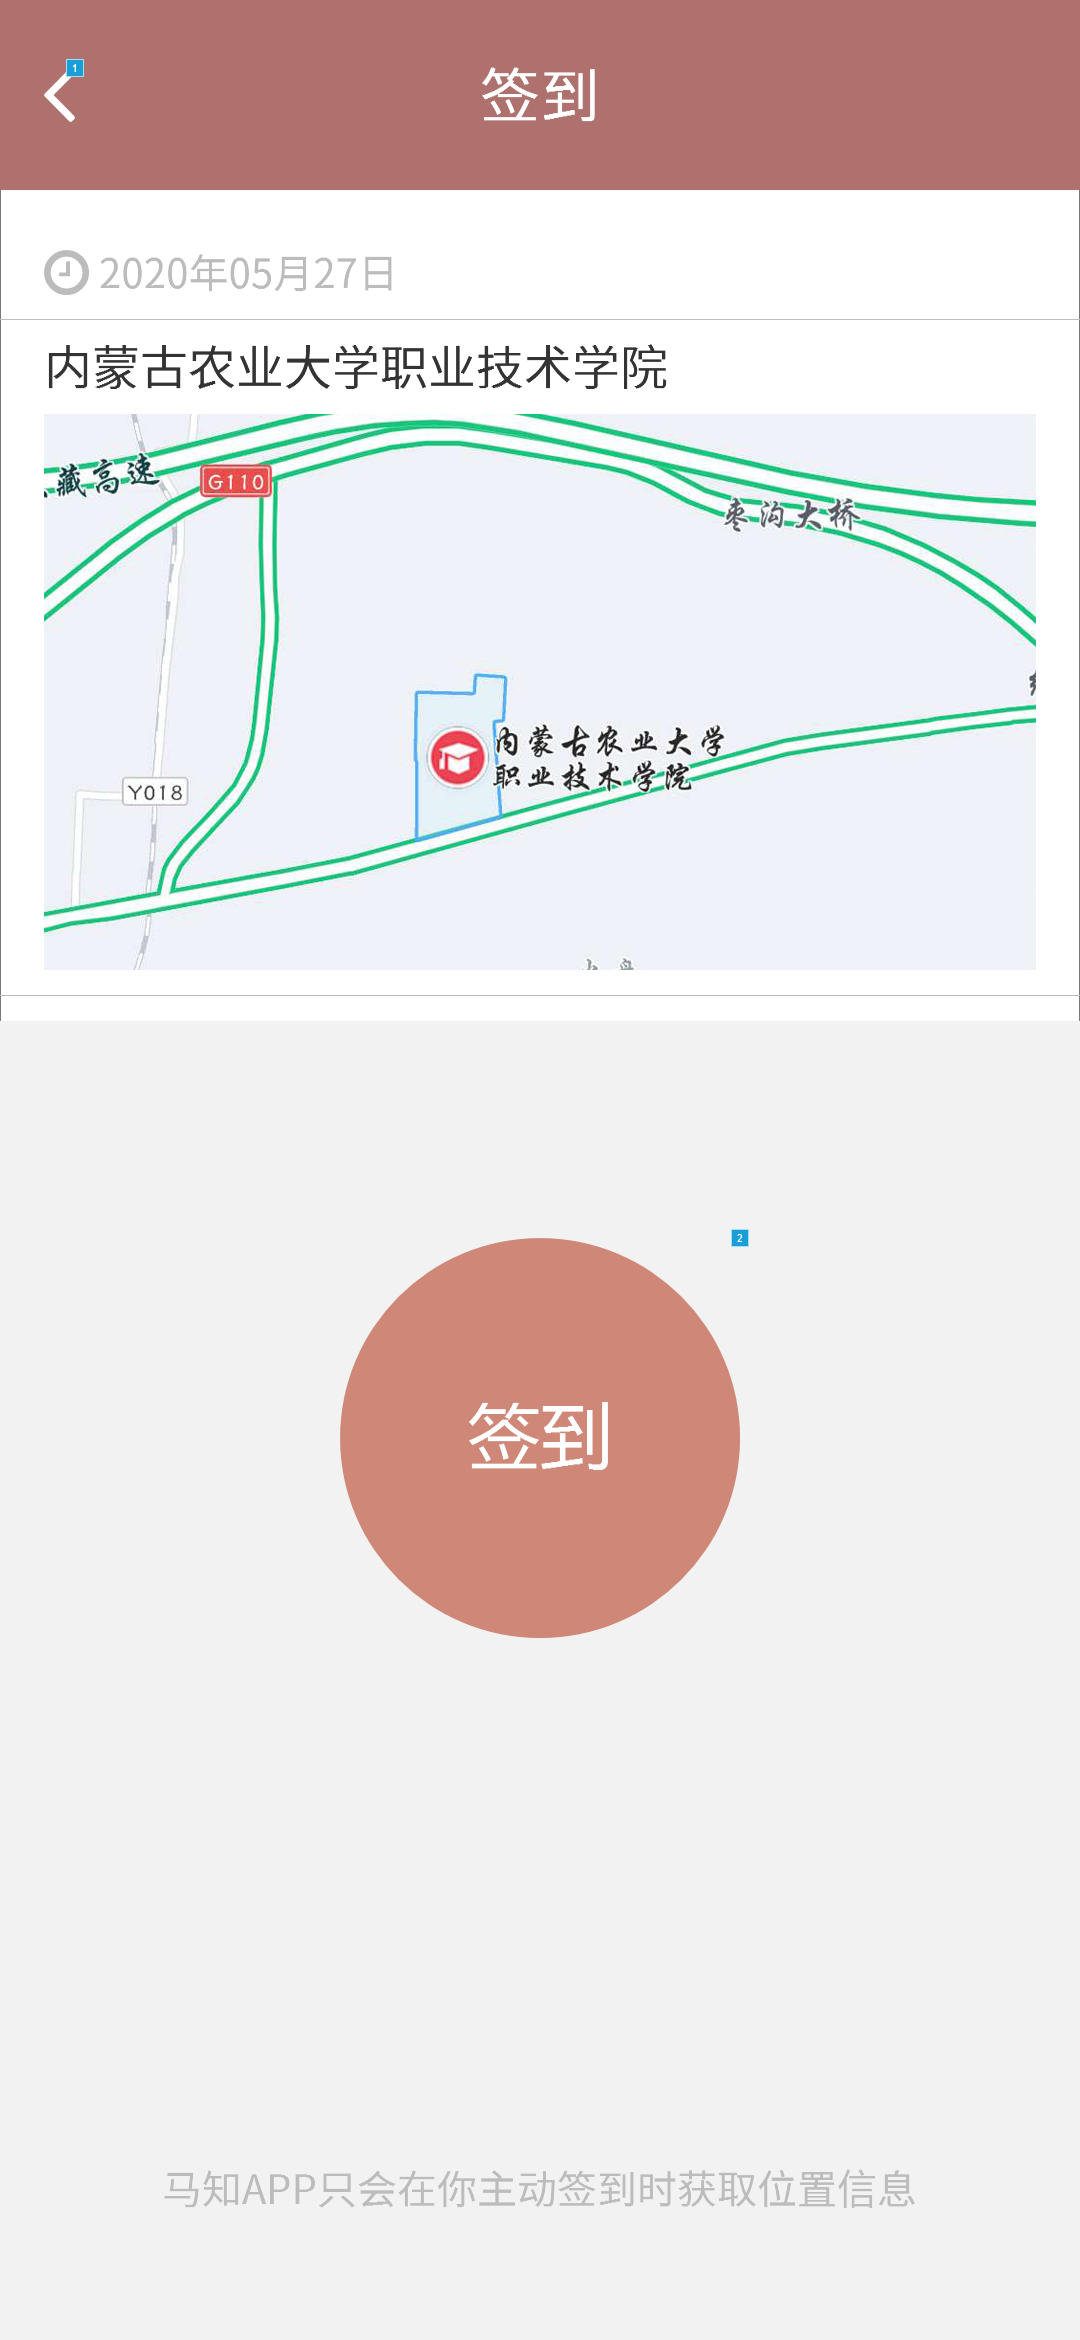 1
签到
2020年05月27日
内蒙古农业大学职业技术学院
藏高速
G110
枣沟大桥
内蒙古农业大学
职业技术学院
Y018
2
签到
马知APP只会在你主动签到时获取位置信息